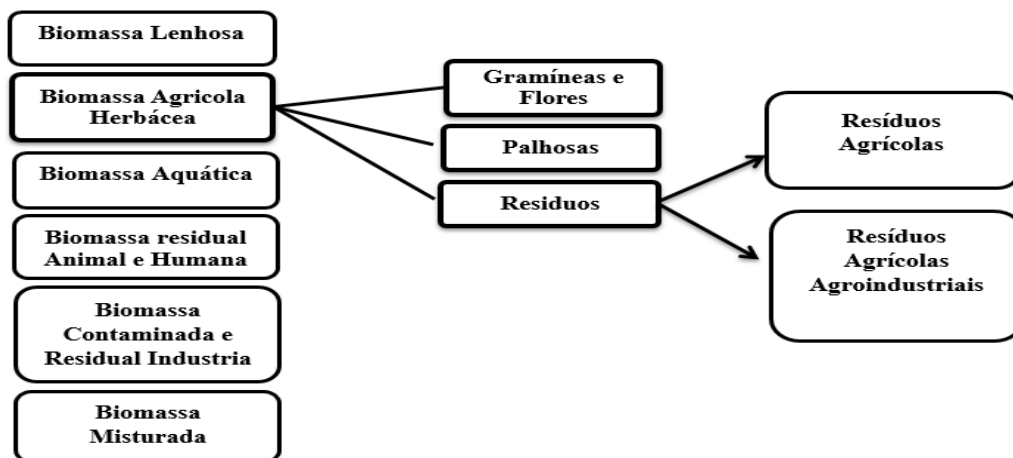 Biomassa Lenhosa
Biomassa Agricola
Herbácea
Biomassa Aquática
Biomassa residual
Animal e Humana
Biomassa
Contaminada e
Residual Industria
Biomassa
Misturada
Gramíneas e
Flores
Palhosas
Residuos
Resíduos
Agrícolas
Resíduos
Agrícolas
Agroindustriais